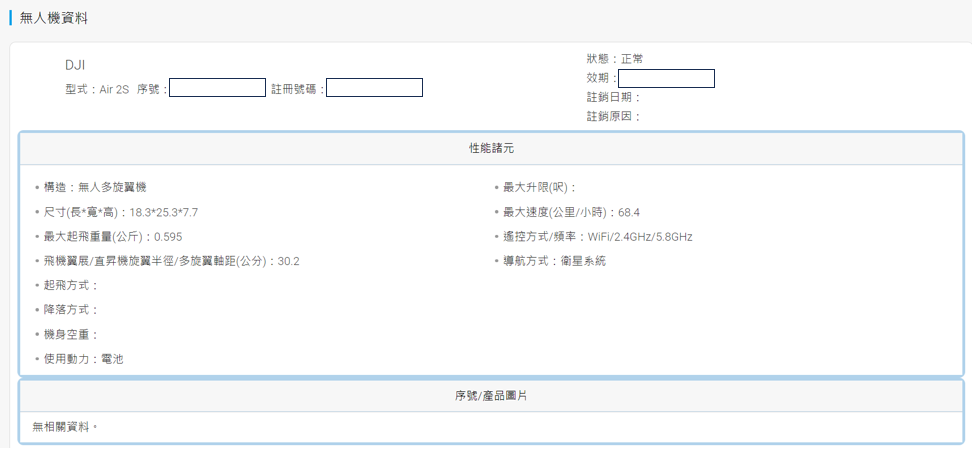 無人機資料
DJI
型式：Air 2S 序號： 註冊號碼：
狀態：正常
效期：
註銷日期：
註銷原因：
性能諸元
• 構造：無人多旋翼機
• 尺寸(長*寬*高)：18.3*25.3*7.7
• 最大起飛重量(公斤)：0.595
• 飛機翼展/直昇機旋翼半徑/多旋翼軸距(公分)：30.2
• 起飛方式：
• 降落方式：
• 機身空重：
• 使用動力：電池
• 最大升限(呎)：
• 最大速度(公里/小時)：68.4
• 遙控方式/頻率：WiFi/2.4GHz/5.8GHz
• 導航方式：衛星系統
序號/產品圖片
無相關資料。